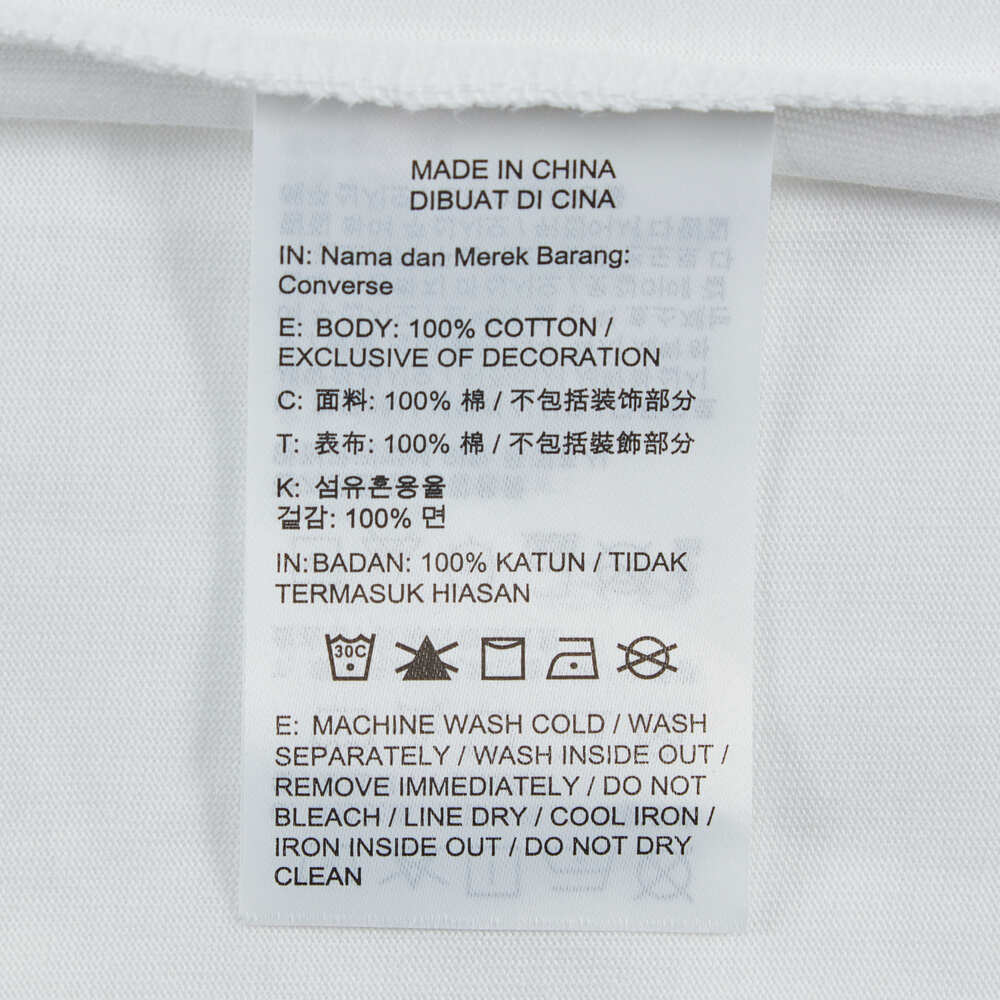 MADE IN CHINA
DIBUAT DI CINA
IN: Nama dan Merek Barang:
Converse
E: BODY: 100% COTTON /
EXCLUSIVE OF DECORATION
C: 面料: 100% 棉 / 不包括装饰部分
T: 表布: 100% 棉 / 不包括裝飾部分
K: 섬유혼용율
겉감: 100% 면
IN:BADAN: 100% KATUN / TIDAK
TERMASUK HIASAN
30C
E: MACHINE WASH COLD / WASH
SEPARATELY / WASH INSIDE OUT /
REMOVE IMMEDIATELY / DO NOT
BLEACH / LINE DRY / COOL IRON /
IRON INSIDE OUT / DO NOT DRY
CLEAN